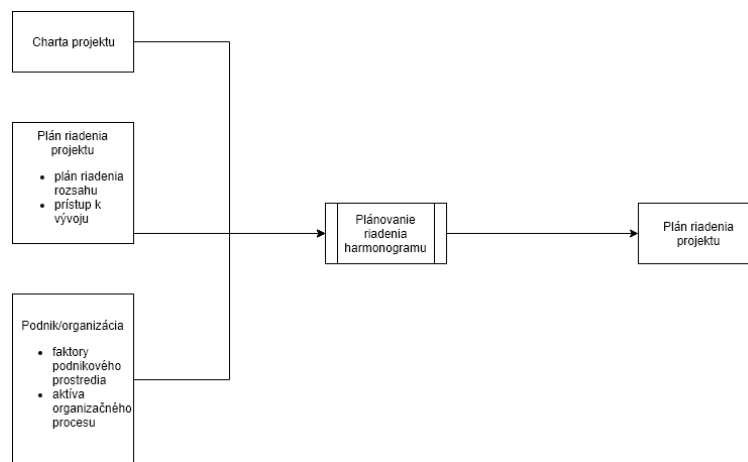 Charta projektu
Plán riadenia
projektu
plán riadenia
rozsahu
prístup k
vývoju
Podnik/organizácia
faktory
podnikového
prostredia
aktíva
organizačného
procesu
Plánovanie
riadenia
harmonogramu
Plán riadenia
projektu